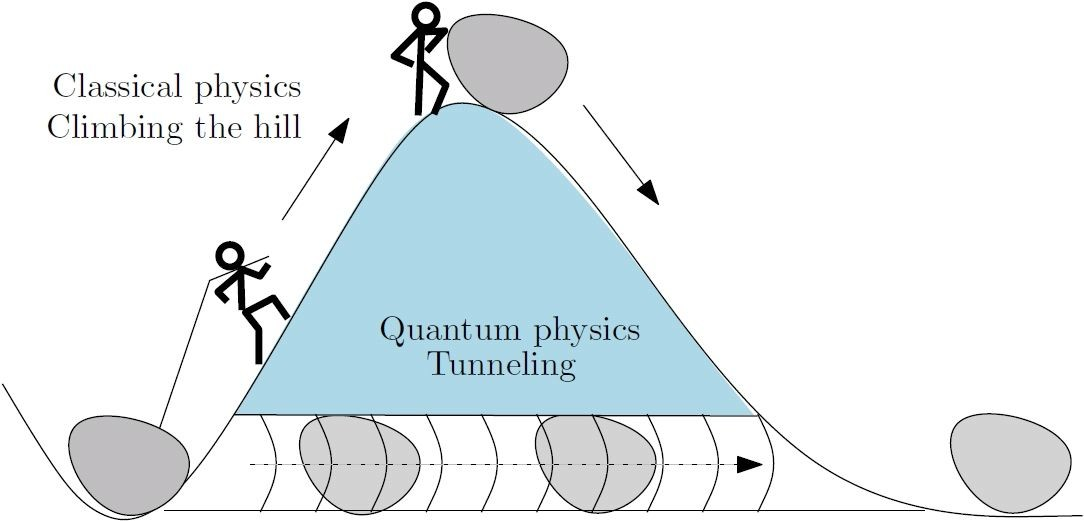 Classical physics
Climbing the hill
Quantum physics
Tunneling